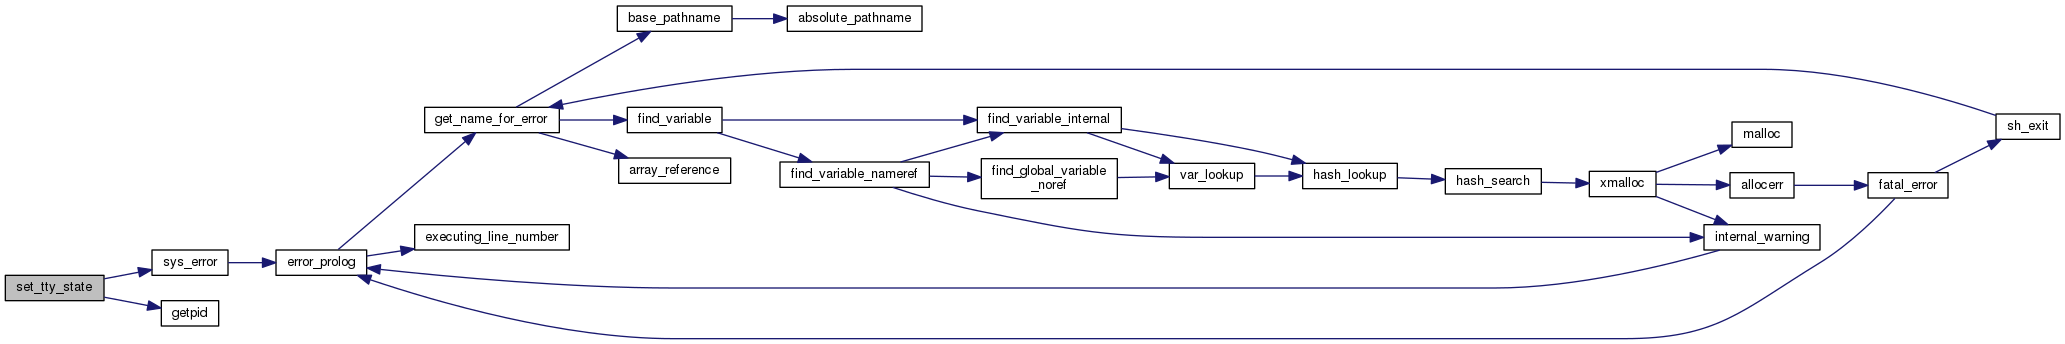 base_pathname
absolute_pathname
get_name_for_error
find_variable
find_variable_internal
malloc
sh_exit
array_reference
find_variable_nameref
find_global_variable
_noref
var_lookup
hash_lookup
hash_search
xmalloc
allocerr
fatal_error
executing_line_number
internal_warning
sys_error
error_prolog
set_tty_state
getpid